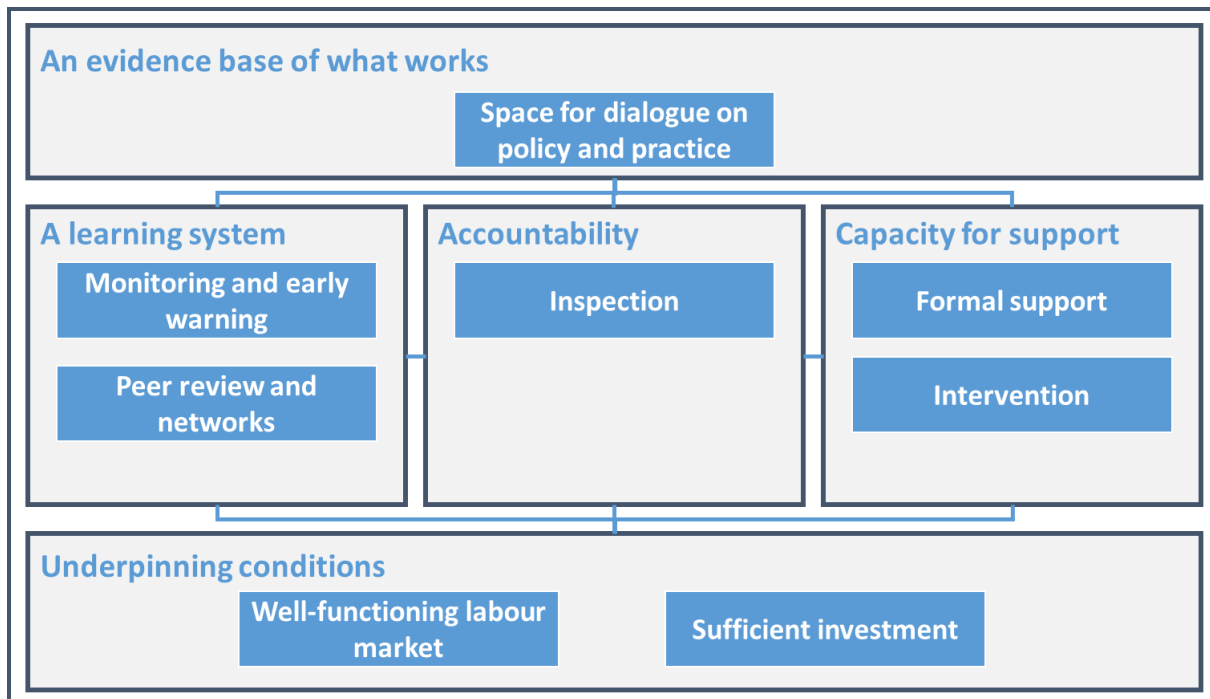 An evidence base of what works
Space for dialogue on
policy and practice
A learning system
Monitoring and early
warning
Peer review and
networks
Accountability
Inspection
Capacity for support
Formal support
Intervention
Underpinning conditions
Well-functioning labour
market
Sufficient investment